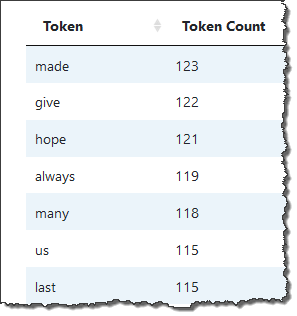 Token Token Count
made 123
give 122
hope 121
always 119
many 118
us 115
last 115